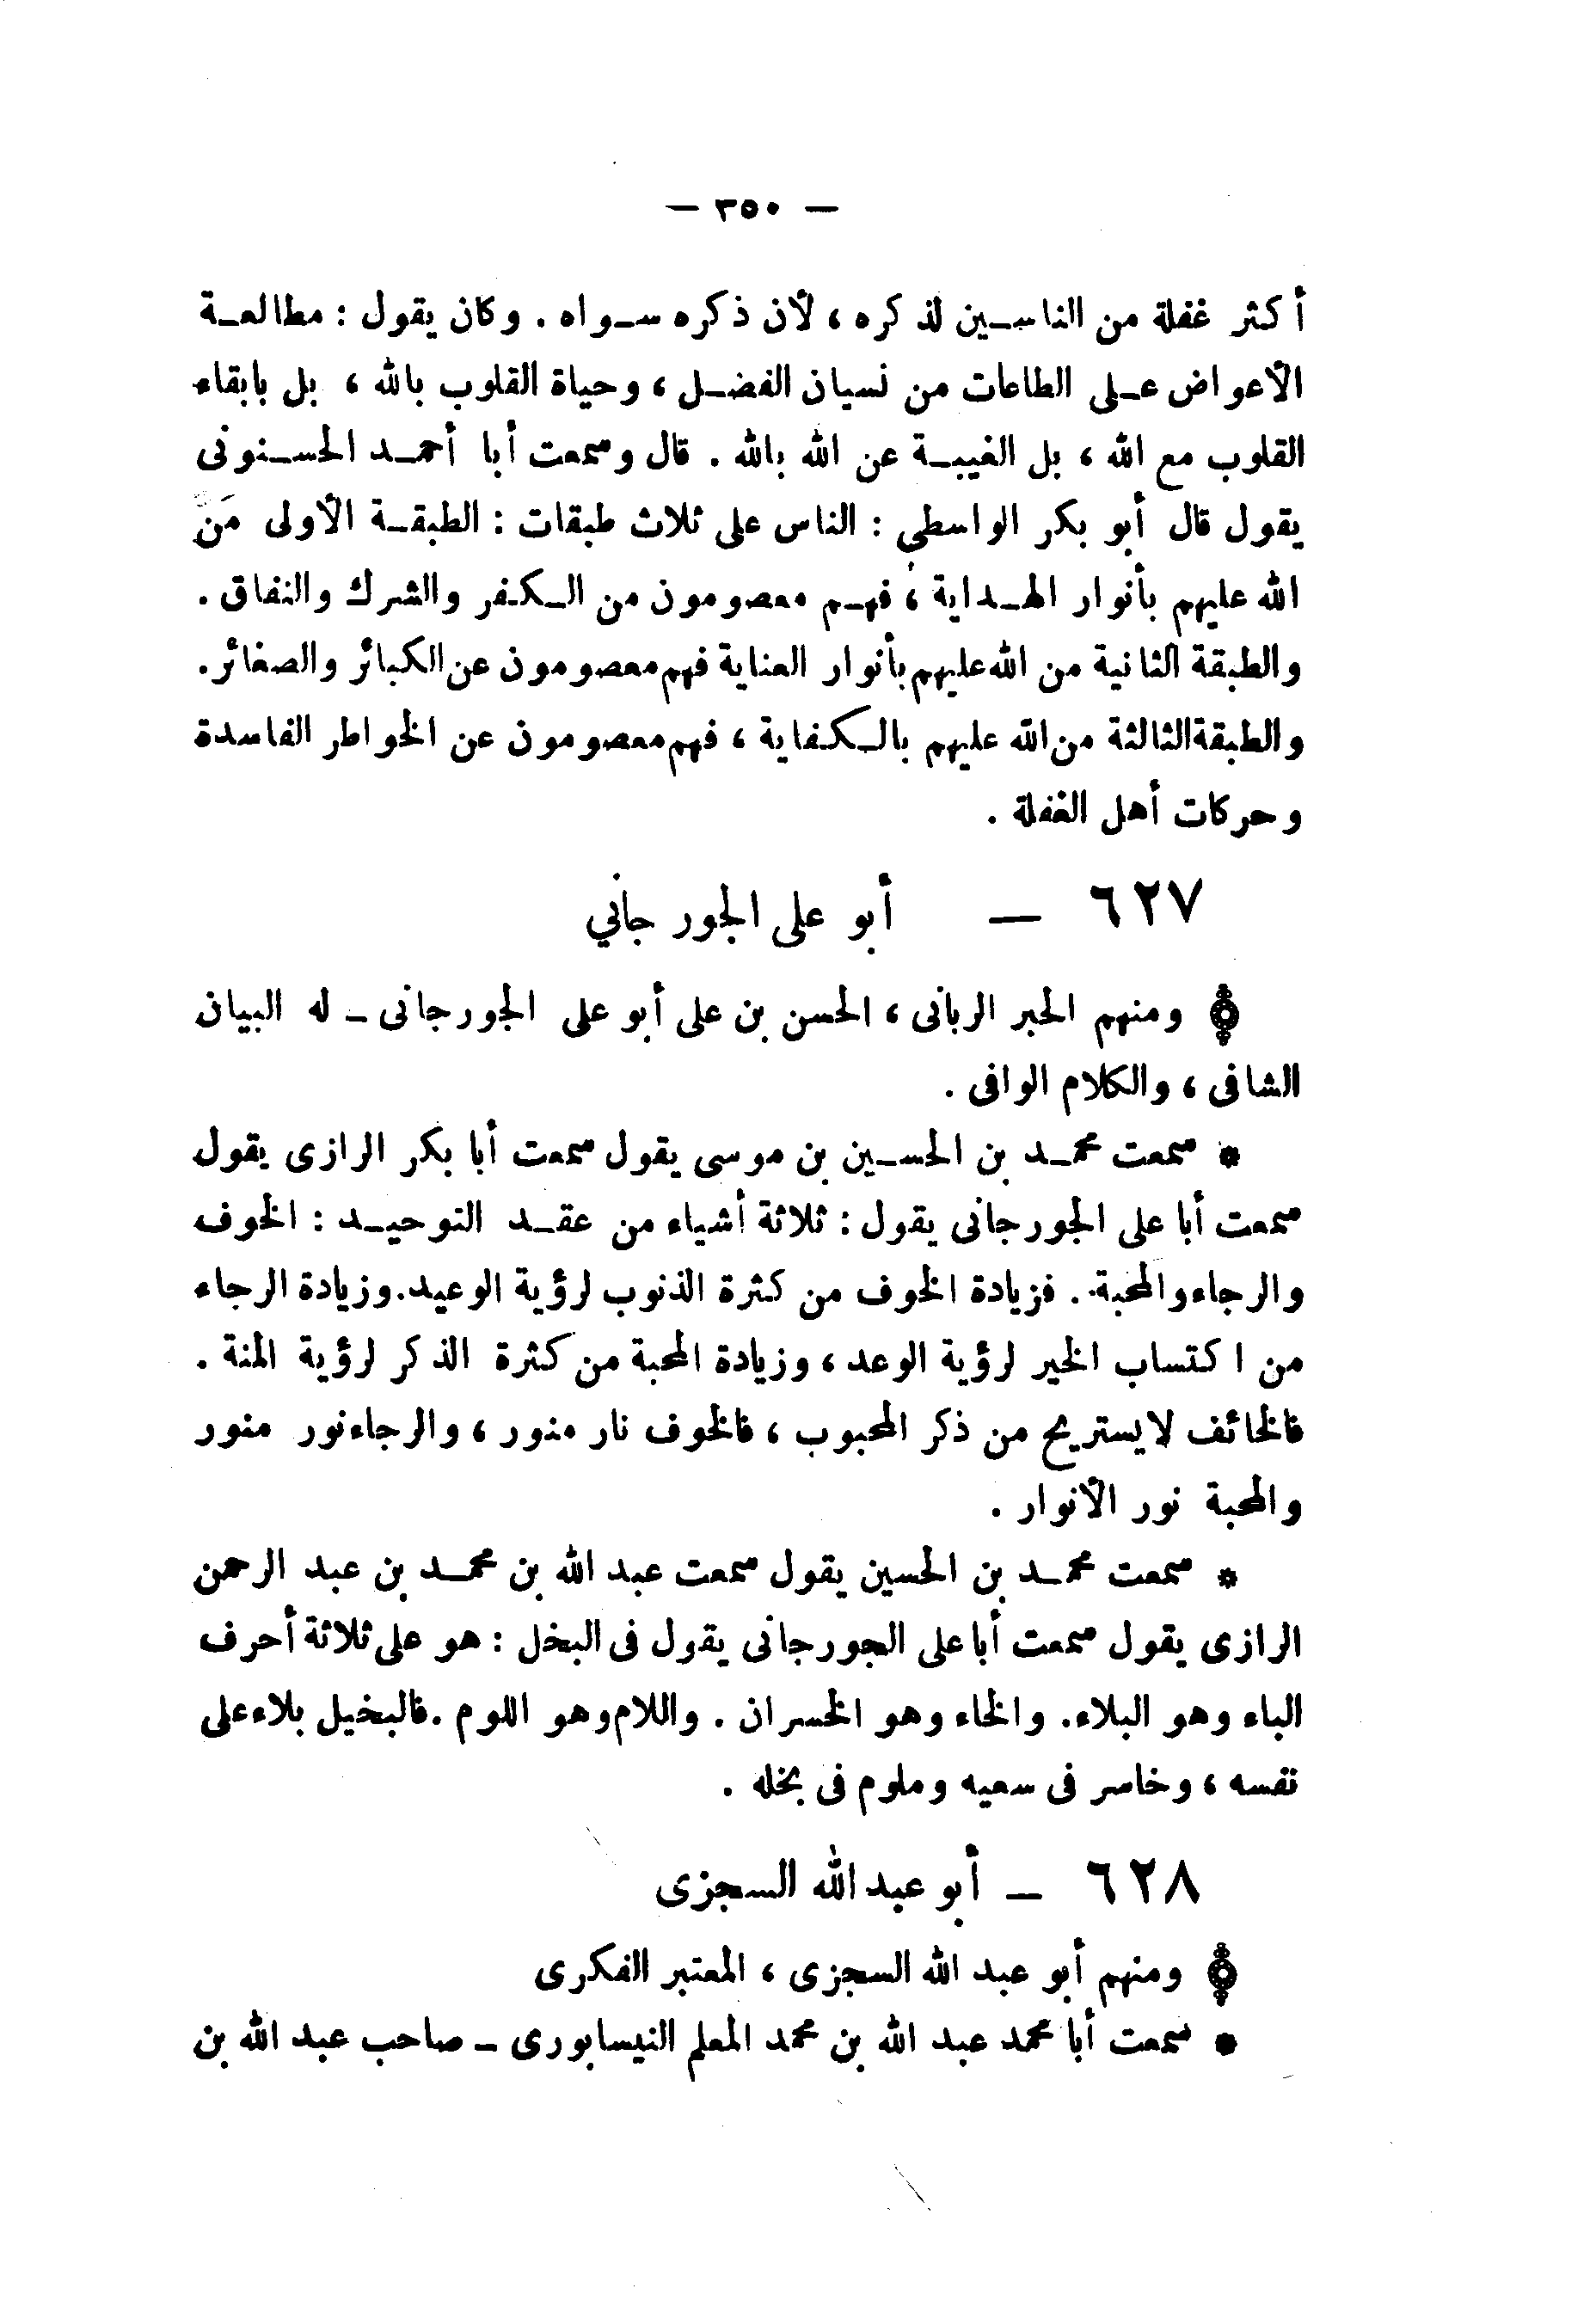 — ٣٥٠ —
أكثر غفلة من الناسين لذكره ، لأن ذكره سواه . وكان يقول : مطالعة
الأعواض على الطاعات من نسيان الفضل ، وحياة القلوب بالله ، بل بابقاء
القلوب مع الله ، بل الغيبة عن الله بالله . قال وسمعت أبا أحمد الحسنوني
يقول قال أبو بكر الواسطي : الناس على ثلاث طبقات : الطبقة الأولى مَنّ
الله عليهم بأنوار الهداية ، فهم معصومون من الكفر والشرك والنفاق .
والطبقة الثانية من الله عليهم بأنوار العناية فهم معصومون عن الكبائر والصغائر .
والطبقة الثالثة من الله عليهم بالكفاية ، فهم معصومون عن الخواطر الفاسدة
وحركات أهل الغفلة .
٦٢٧ — أبو على الجورجاني
ومنهم الحبر الربانى ، الحسن بن على أبو على الجورجانى – له البيان
الشافى ، والكلام الوافى .
* سمعت محمد بن الحسين بن موسى يقول سمعت أبا بكر الرازى يقول
سمعت أبا على الجورجانى يقول : ثلاثة أشياء من عقد التوحيد : الخوف
والرجاء والمحبة . فزيادة الخوف من كثرة الذنوب لرؤية الوعيد . وزيادة الرجاء
من اكتساب الخير لرؤية الوعد ، وزيادة المحبة من كثرة الذكر لرؤية المنة .
فالخائف لا يستريح من ذكر المحبوب ، فالخوف نار منور ، والرجاء نور منور
والمحبة نور الأنوار .
* سمعت محمد بن الحسين يقول سمعت عبد الله بن محمد بن عبد الرحمن
الرازى يقول سمعت أبا على الجورجانى يقول فى البخل : هو على ثلاثة أحرف
الباء وهو البلاء . والخاء وهو الخسران . واللام وهو اللوم . فالبخيل بلاء على
نفسه ، وخاسر فى سعيه وملوم فى بخله .
٦٢٨ – أبو عبد الله السجزى
ومنهم أبو عبد الله السجزى ، المعتبر الفكرى
* سمعت أبا محمد عبد الله بن محمد المعلم النيسابورى – صاحب عبد الله بن